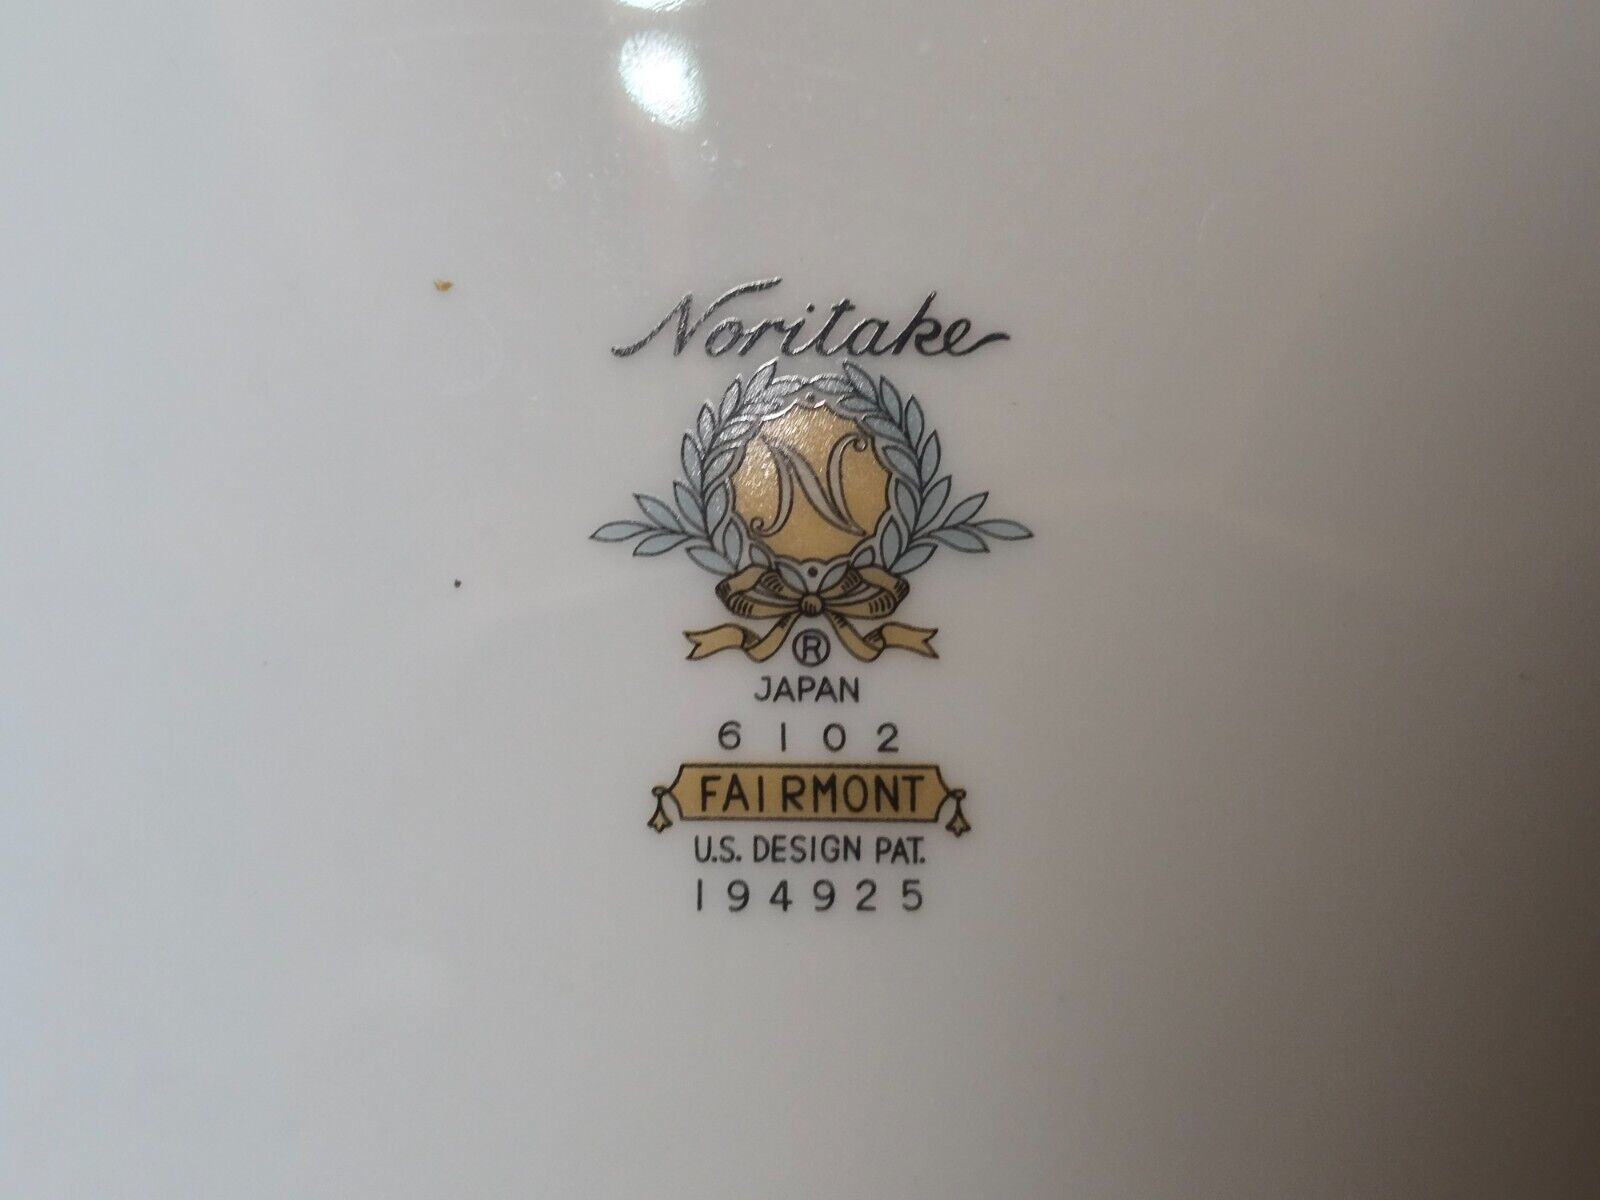 Noritake
N
®
JAPAN
6102
FAIRMONT
U.S. DESIGN PAT.
194925